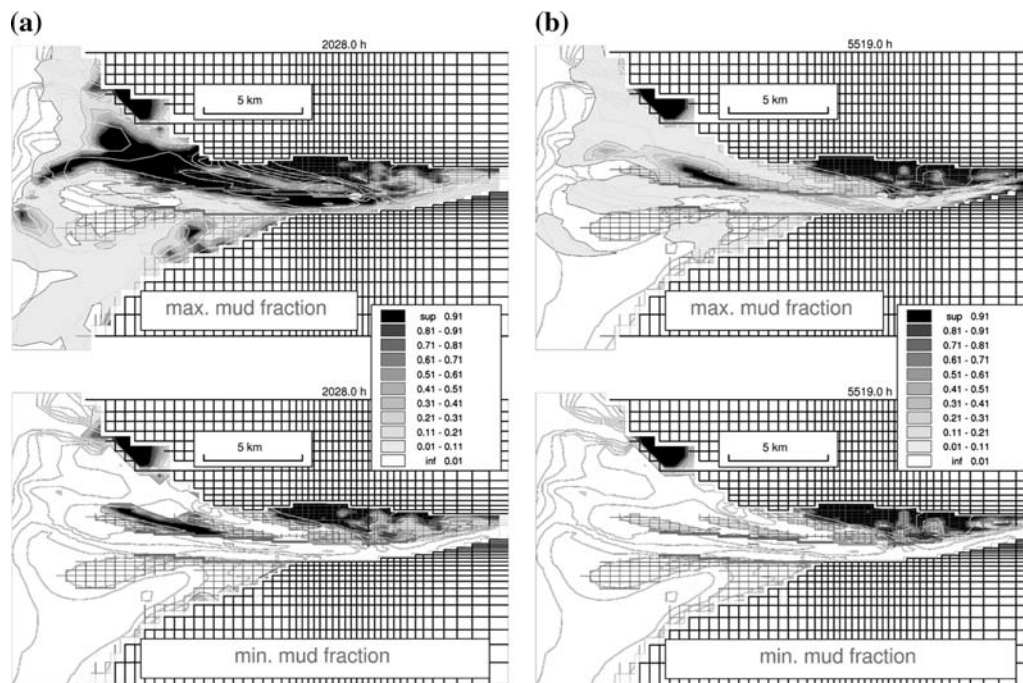 (a)
2028.0 h
5 km
max. mud fraction
sup 0.91
0.81 - 0.91
0.71 - 0.81
0.61 - 0.71
0.51 - 0.61
0.41 - 0.51
0.31 - 0.41
0.21 - 0.31
0.11 - 0.21
0.01 - 0.11
inf 0.01
2028.0 h
5 km
min. mud fraction
(b)
5519.0 h
5 km
max. mud fraction
sup 0.91
0.81 - 0.91
0.71 - 0.81
0.61 - 0.71
0.51 - 0.61
0.41 - 0.51
0.31 - 0.41
0.21 - 0.31
0.11 - 0.21
0.01 - 0.11
inf 0.01
5519.0 h
5 km
min. mud fraction